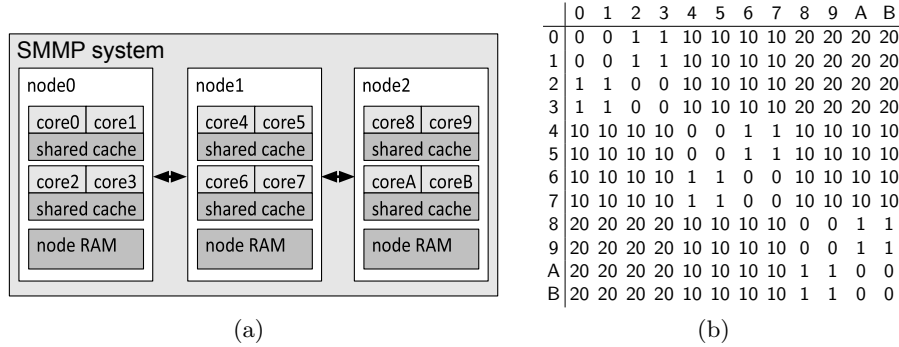 SMMP system
node0
node1
node2
core0 core1
core4 core5
core8 core9
shared cache
shared cache
shared cache
core2 core3
core6 core7
coreA coreB
shared cache
shared cache
shared cache
node RAM
node RAM
node RAM
(a)
0 1 2 3 4 5 6 7 8 9 A B
0 0 0 1 1 10 10 10 10 20 20 20 20
1 0 0 1 1 10 10 10 10 20 20 20 20
2 1 1 0 0 10 10 10 10 20 20 20 20
3 1 1 0 0 10 10 10 10 20 20 20 20
4 10 10 10 10 0 0 1 1 10 10 10 10
5 10 10 10 10 0 0 1 1 10 10 10 10
6 10 10 10 10 1 1 0 0 10 10 10 10
7 10 10 10 10 1 1 0 0 10 10 10 10
8 20 20 20 20 10 10 10 10 0 0 1 1
9 20 20 20 20 10 10 10 10 0 0 1 1
A 20 20 20 20 10 10 10 10 1 1 0 0
B 20 20 20 20 10 10 10 10 1 1 0 0
(b)